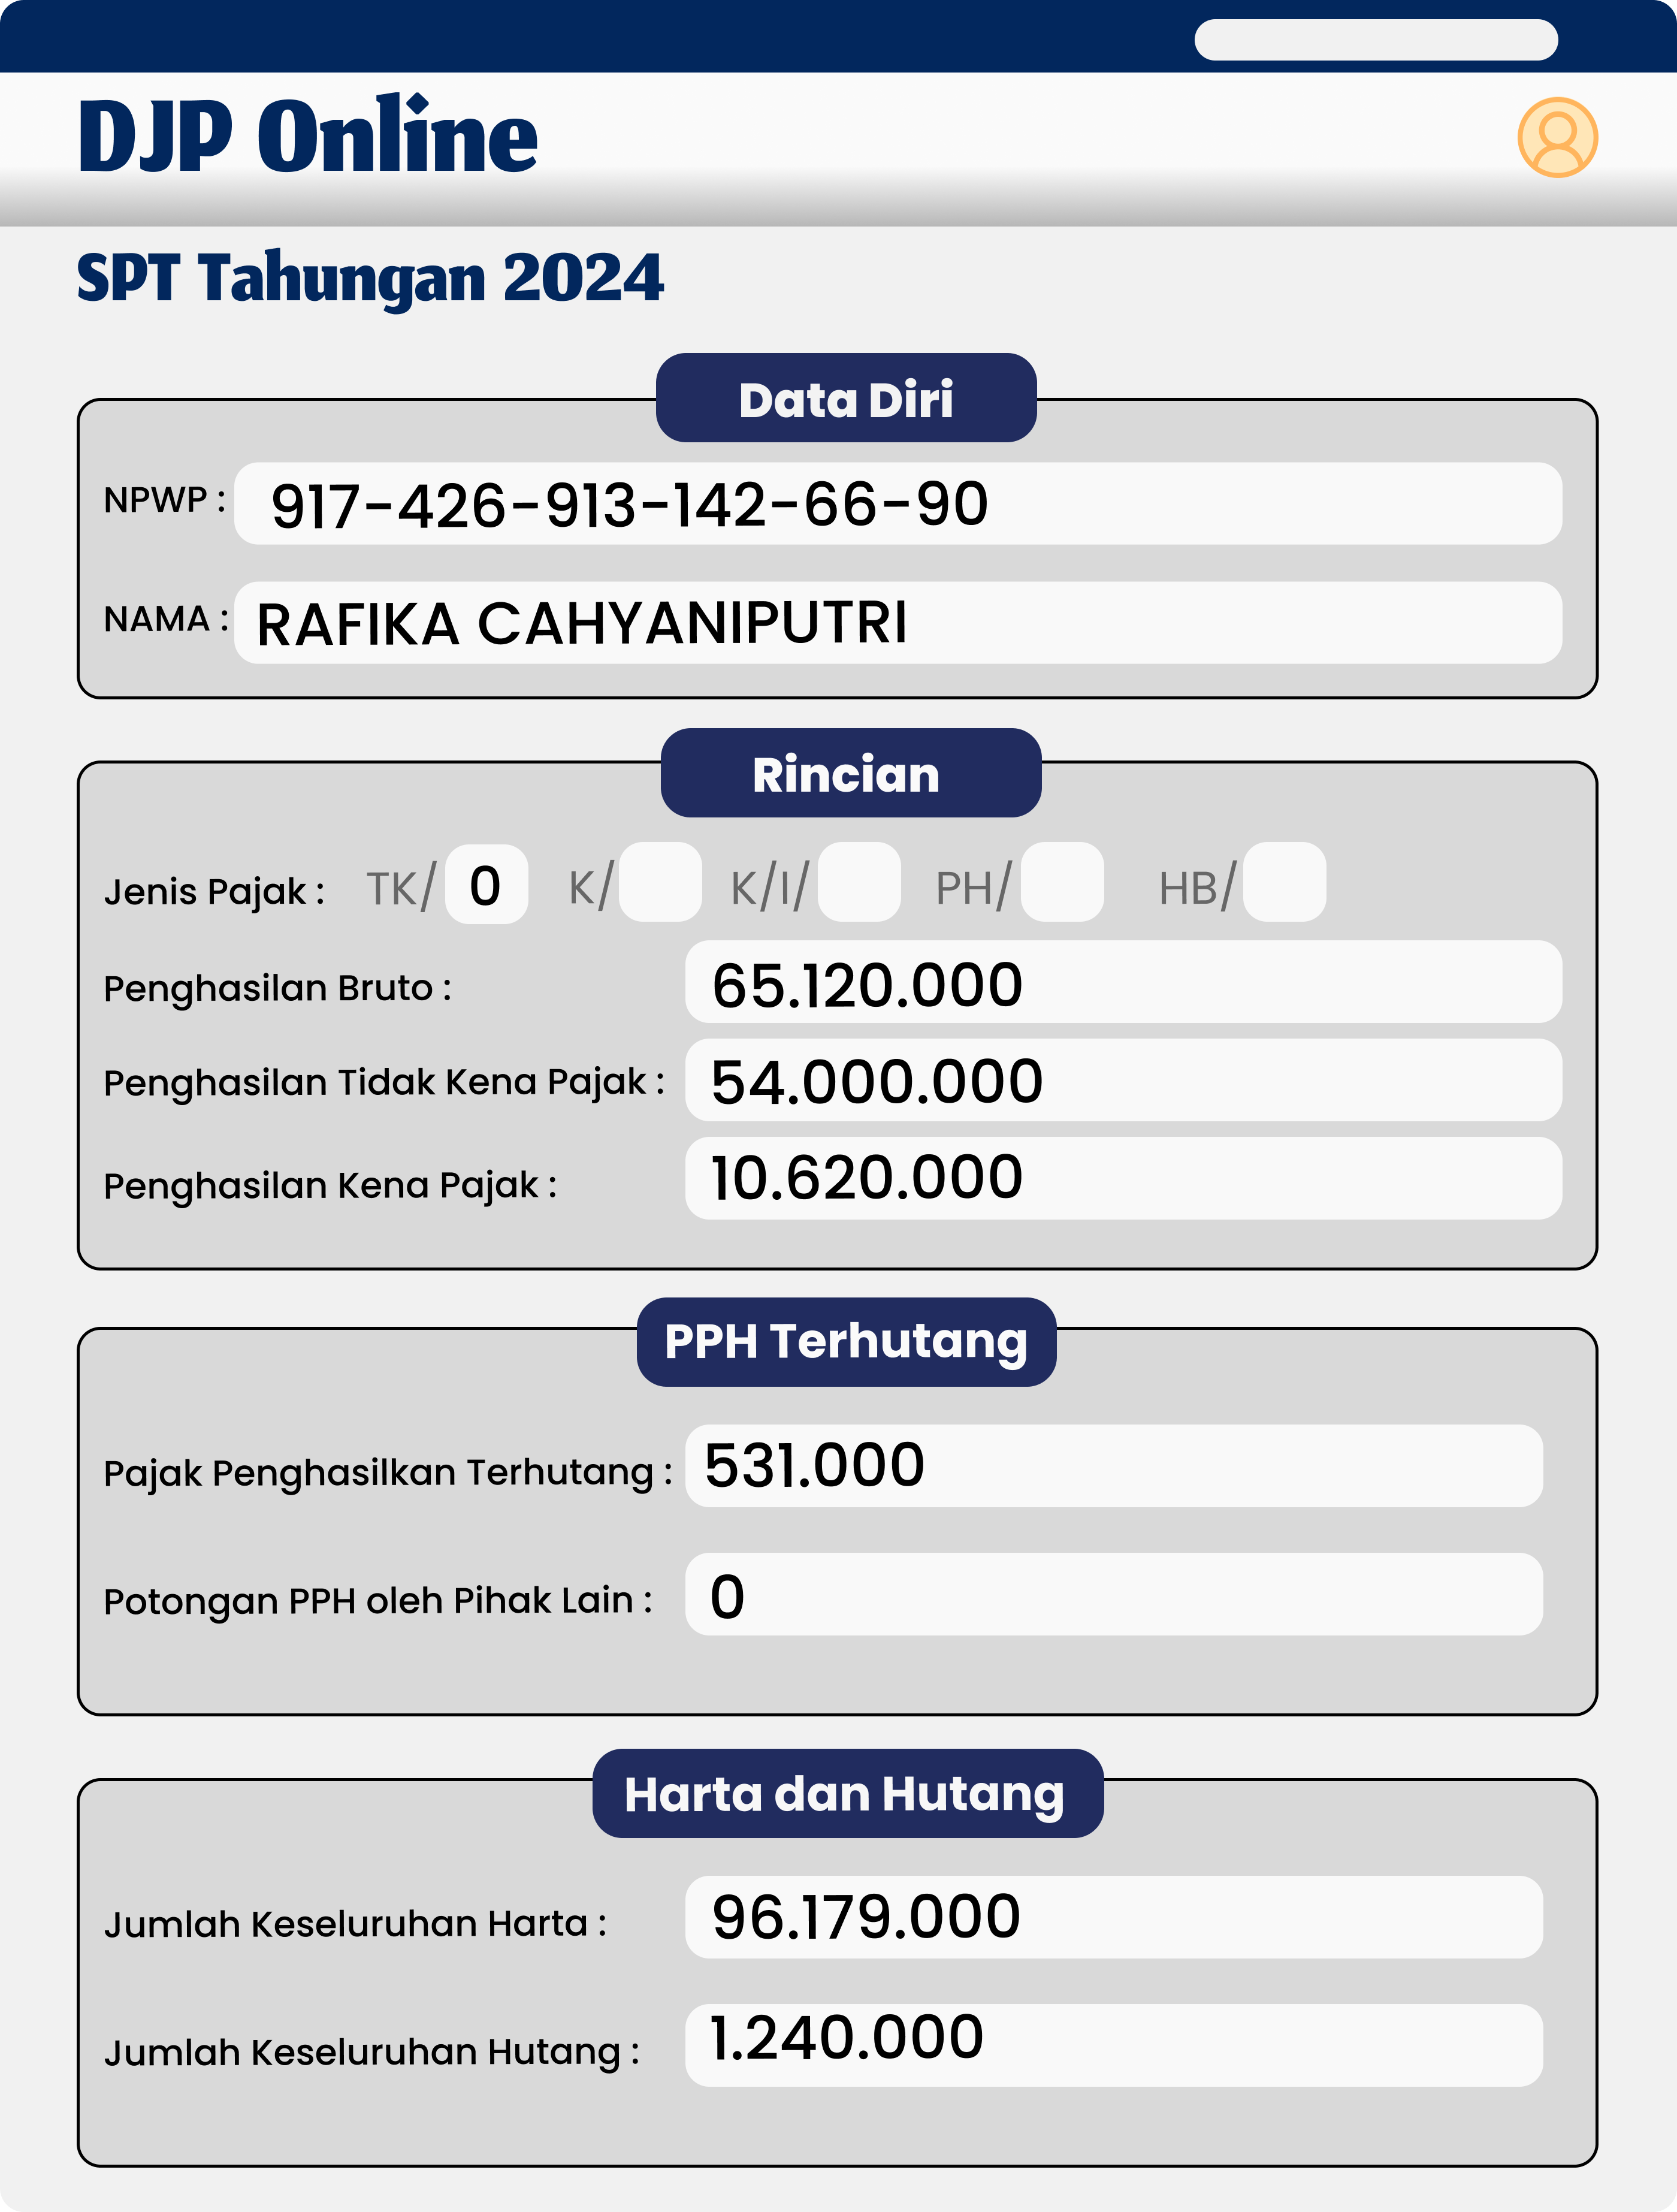 DJP Online
SPT Tahungan 2024
Data Diri
NPWP : 917-426-913-142-66-90
NAMA : RAFIKA CAHYANIPUTRI
Rincian
Jenis Pajak : TK/ 0 K/ K/I/ PH/ HB/
Penghasilan Bruto : 65.120.000
Penghasilan Tidak Kena Pajak : 54.000.000
Penghasilan Kena Pajak : 10.620.000
PPH Terhutang
Pajak Penghasilkan Terhutang : 531.000
Potongan PPH oleh Pihak Lain : 0
Harta dan Hutang
Jumlah Keseluruhan Harta : 96.179.000
Jumlah Keseluruhan Hutang : 1.240.000